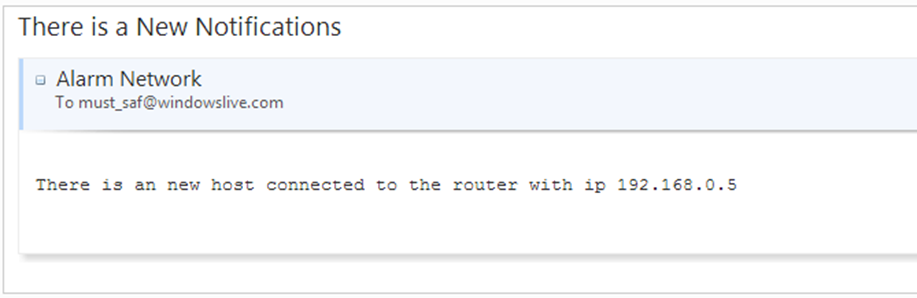 There is a New Notifications
Alarm Network
To must_saf@windowslive.com
There is an new host connected to the router with ip 192.168.0.5